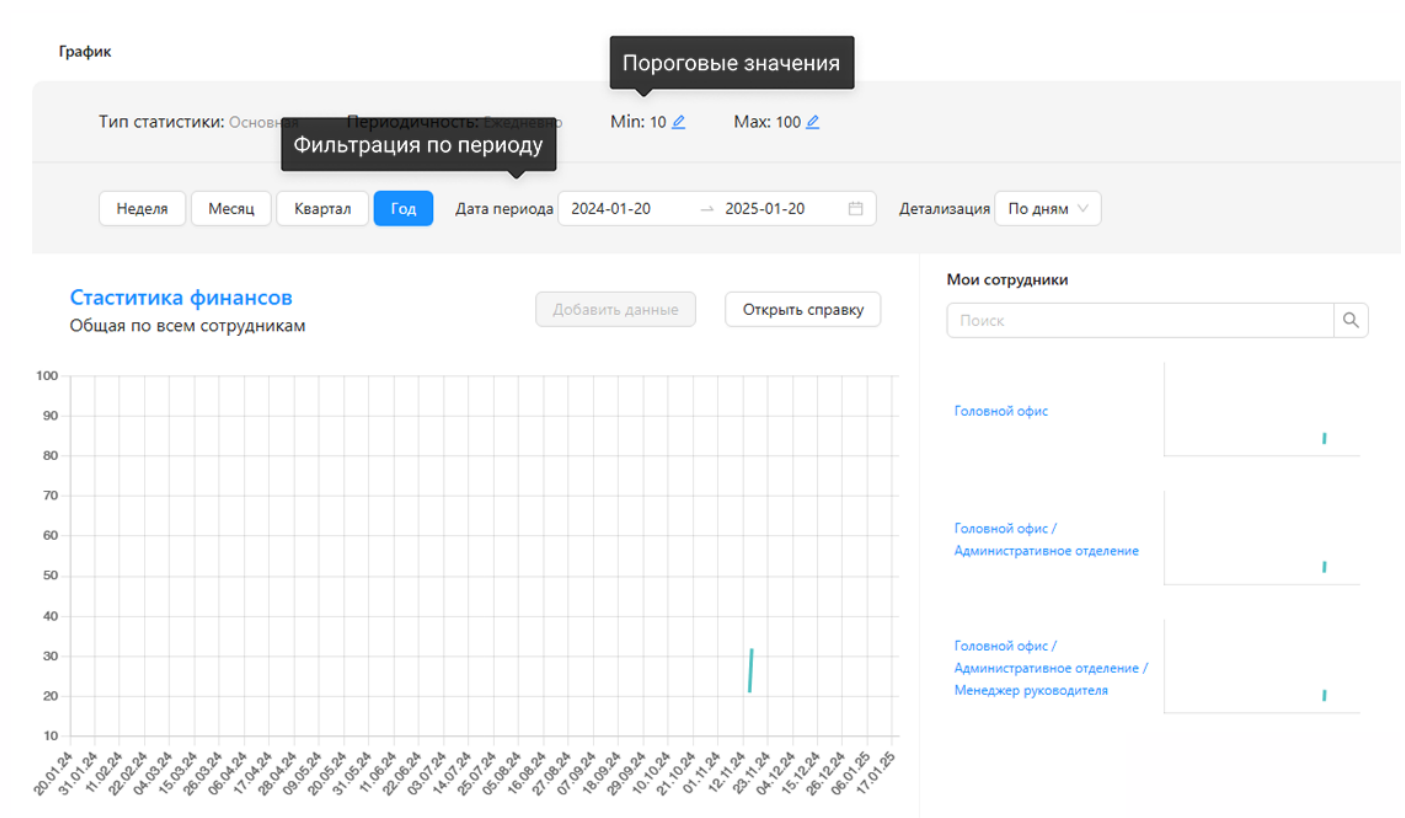 График
Пороговые значения
Тип статистики: Основная Периодичность: Ежедневно Min: 10 Max: 100
Фильтрация по периоду
Неделя Месяц Квартал Год Дата периода 2024-01-20 → 2025-01-20 Детализация По дням
Стаститика финансов
Общая по всем сотрудникам
Добавить данные Открыть справку
Мои сотрудники
Поиск
100
90
80
70
60
50
40
30
20
10
20.01.24 31.01.24 11.02.24 22.02.24 04.03.24 15.03.24 26.03.24 06.04.24 17.04.24 28.04.24 09.05.24 20.05.24 31.05.24 11.06.24 22.06.24 03.07.24 14.07.24 25.07.24 05.08.24 16.08.24 27.08.24 07.09.24 18.09.24 29.09.24 10.10.24 21.10.24 01.11.24 12.11.24 23.11.24 04.12.24 15.12.24 26.12.24 06.01.25 17.01.25
Головной офис
Головной офис /
Административное отделение
Головной офис /
Административное отделение /
Менеджер руководителя